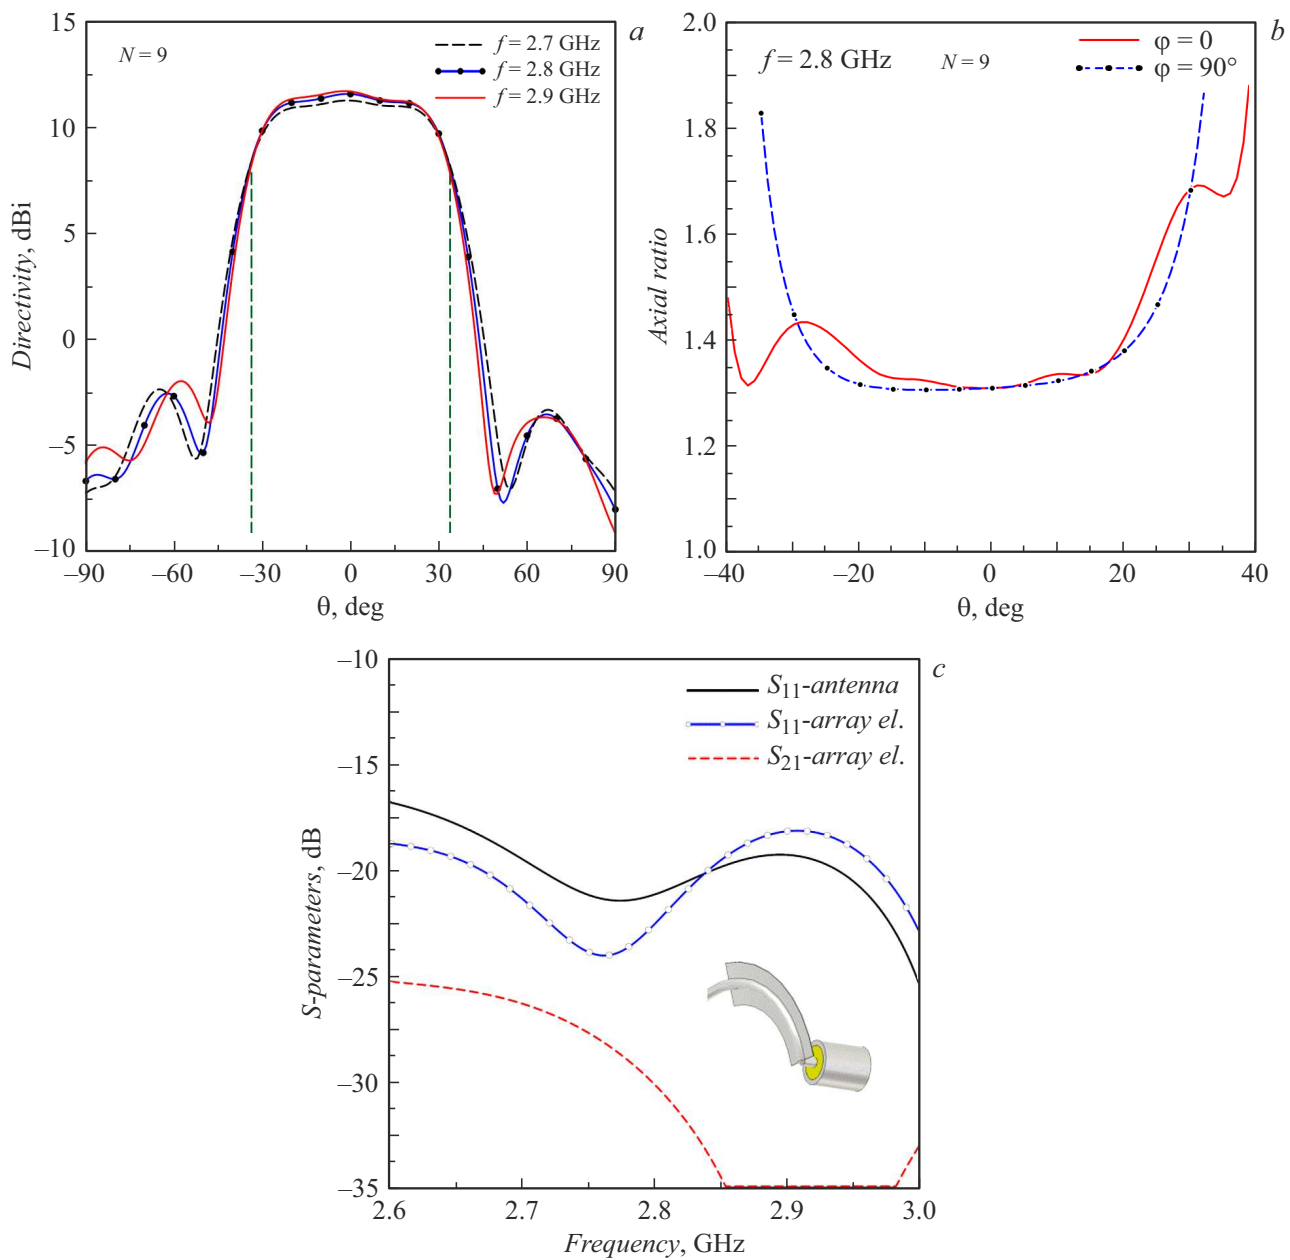 a
N = 9
f = 2.7 GHz
f = 2.8 GHz
f = 2.9 GHz
15
10
5
0
–5
–10
Directivity, dBi
–90
–60
–30
0
30
60
90
θ, deg
b
f = 2.8 GHz
N = 9
φ = 0
φ = 90°
2.0
1.8
1.6
1.4
1.2
1.0
Axial ratio
–40
–20
0
20
40
θ, deg
c
S11-antenna
S11-array el.
S21-array el.
–10
–15
–20
–25
–30
–35
S-parameters, dB
2.6
2.7
2.8
2.9
3.0
Frequency, GHz